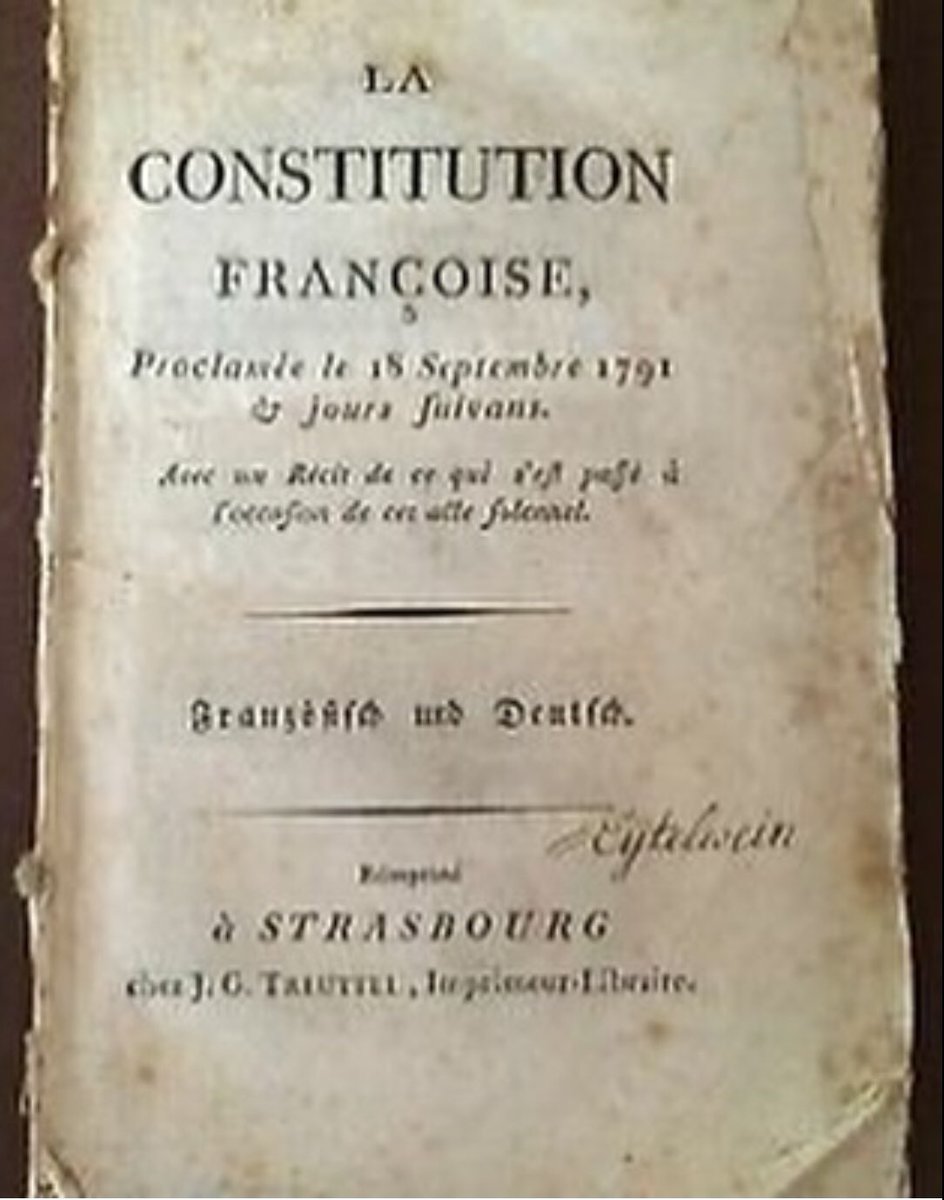 LA
CONSTITUTION
FRANÇOISE,
Proclamée le 18 Septembre 1791
& jours ſuivans.
Avec un Récit de ce qui s'eſt paſſé à
l'occaſion de cet acte ſolennel.
Franzöſiſch und Deutſch.
Eytelwein
Réimprimé
à STRASBOURG
chez J. G. TREUTTEL, Imprimeur-Libraire.